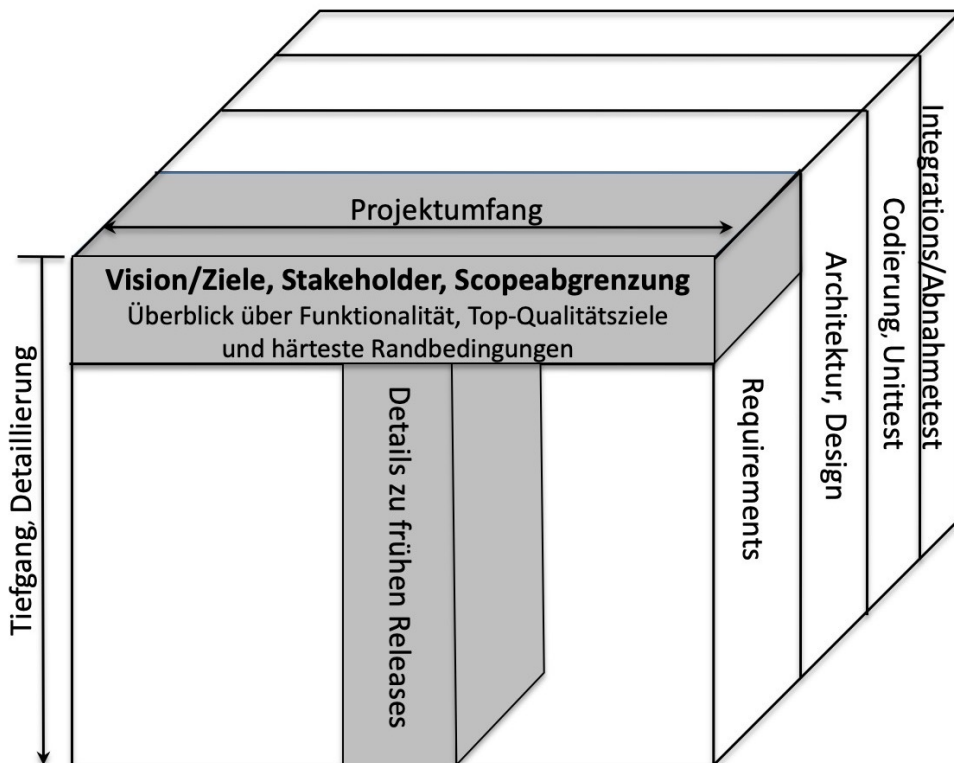 Projektumfang
Vision/Ziele, Stakeholder, Scopeabgrenzung
Überblick über Funktionalität, Top-Qualitätsziele
und härteste Randbedingungen
Tiefgang, Detaillierung
Details zu frühen Releases
Requirements
Architektur, Design
Codierung, Unittest
Integrations/Abnahmetest